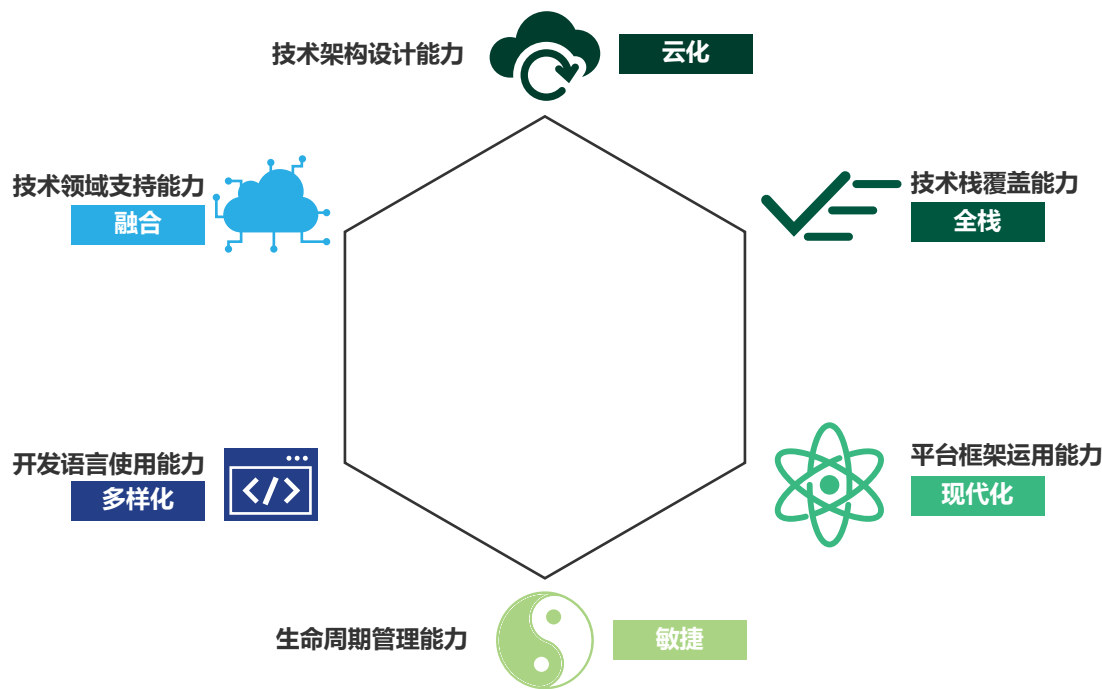 技术架构设计能力
云化
技术领域支持能力
融合
技术栈覆盖能力
全栈
开发语言使用能力
多样化
</>
平台框架运用能力
现代化
生命周期管理能力
敏捷